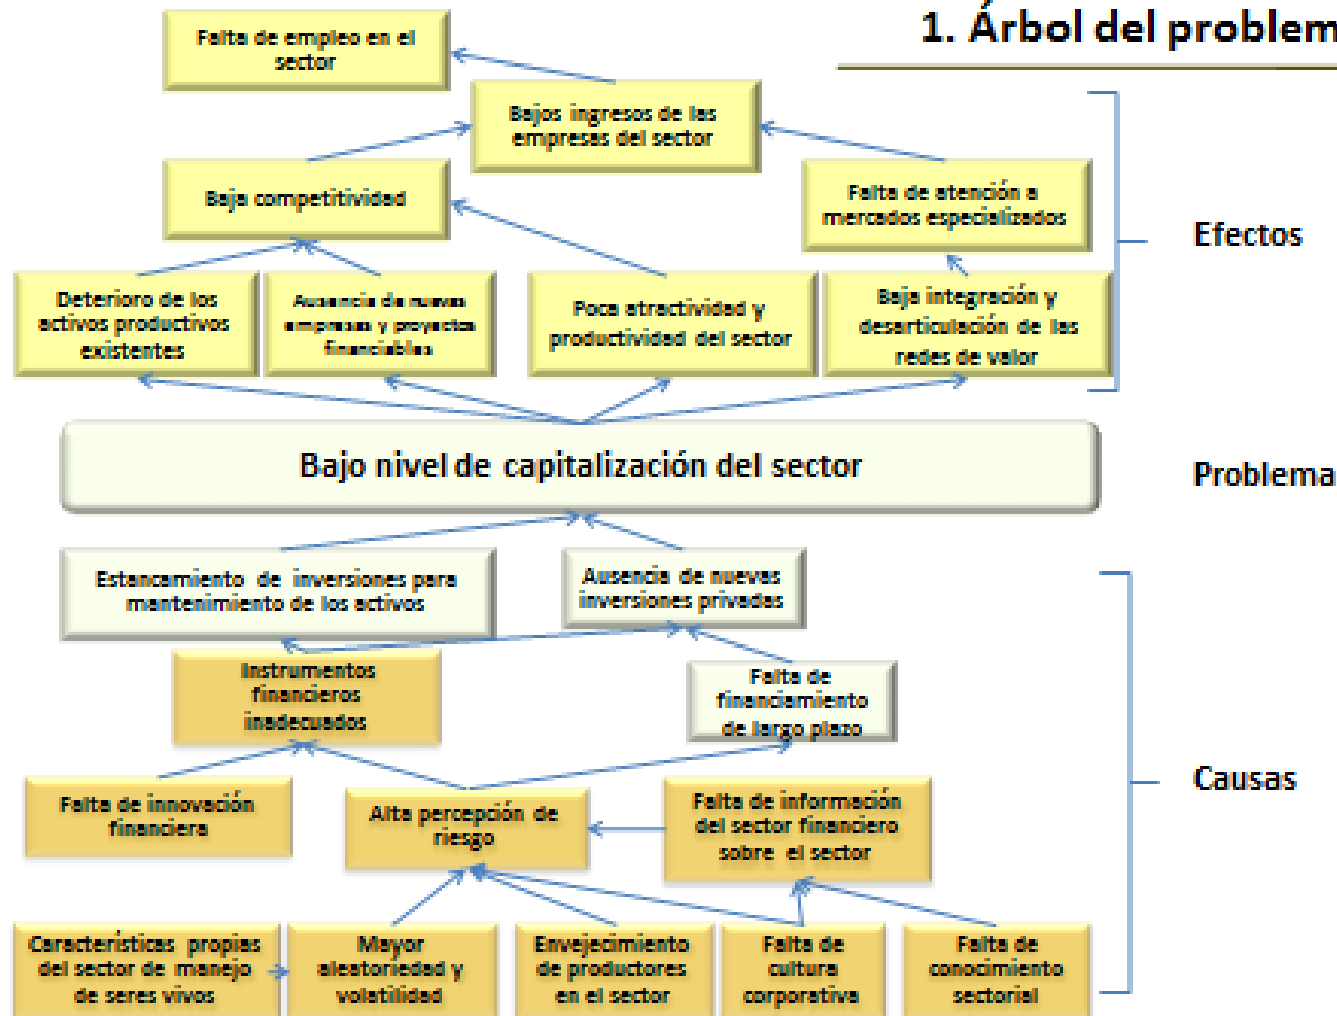 1. Árbol del problem
Falta de empleo en el
sector
Bajos ingresos de las
empresas del sector
Baja competitividad
Falta de atención a
mercados especializados
Efectos
Deterioro de los
activos productivos
existentes
Ausencia de nuevas
empresas y proyectos
financiables
Poca atractividad y
productividad del sector
Baja integración y
desarticulación de las
redes de valor
Bajo nivel de capitalización del sector
Problema
Estancamiento de inversiones para
mantenimiento de los activos
Ausencia de nuevas
inversiones privadas
Instrumentos
financieros
inadecuados
Falta de
financiamiento
de largo plazo
Causas
Falta de innovación
financiera
Alta percepción de
riesgo
Falta de información
del sector financiero
sobre el sector
Características propias
del sector de manejo
de seres vivos
Mayor
aleatoriedad y
volatilidad
Envejecimiento
de productores
en el sector
Falta de
cultura
corporativa
Falta de
conocimiento
sectorial